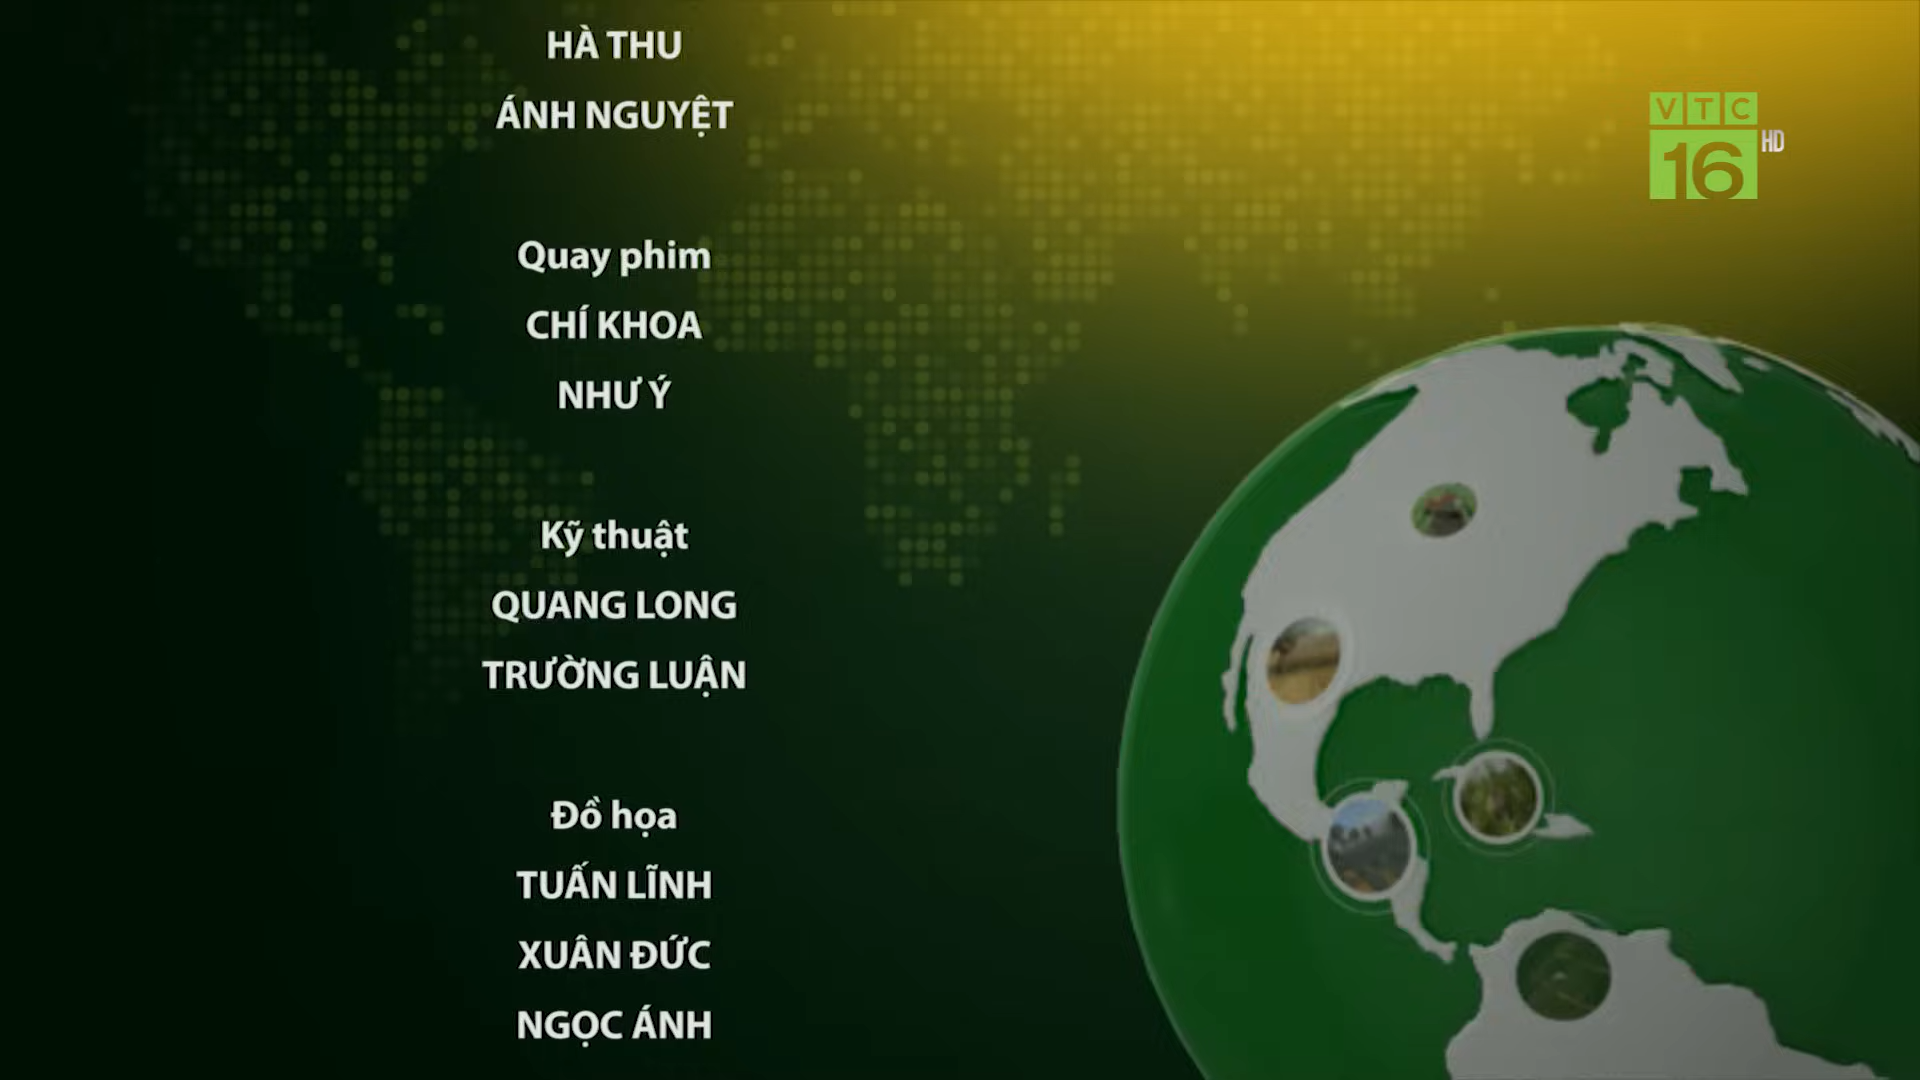 HÀ THU
ÁNH NGUYỆT
Quay phim
CHÍ KHOA
NHƯ Ý
Kỹ thuật
QUANG LONG
TRƯỜNG LUẬN
Đồ họa
TUẤN LĨNH
XUÂN ĐỨC
NGỌC ÁNH
VTC
16 HD